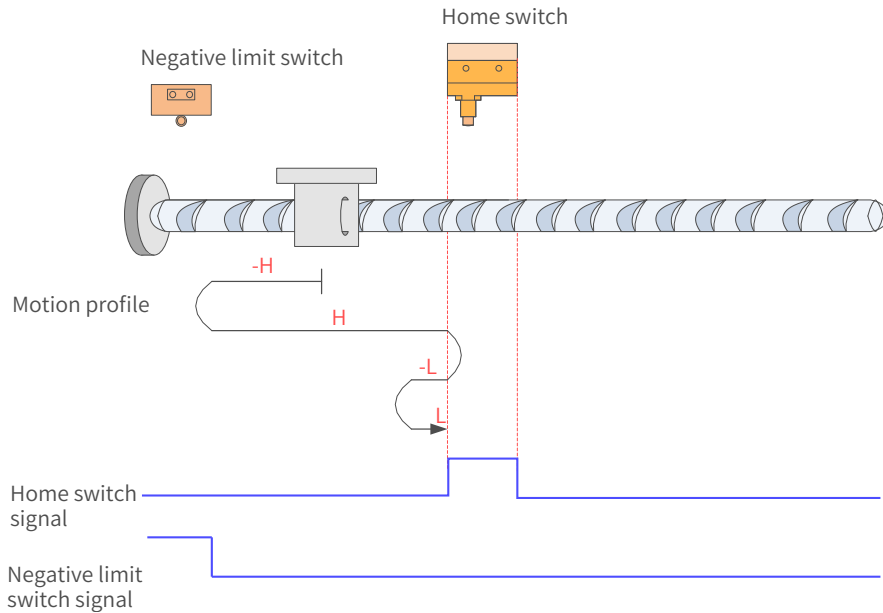 Home switch
Negative limit switch
-H
Motion profile
H
-L
L
Home switch
signal
Negative limit
switch signal